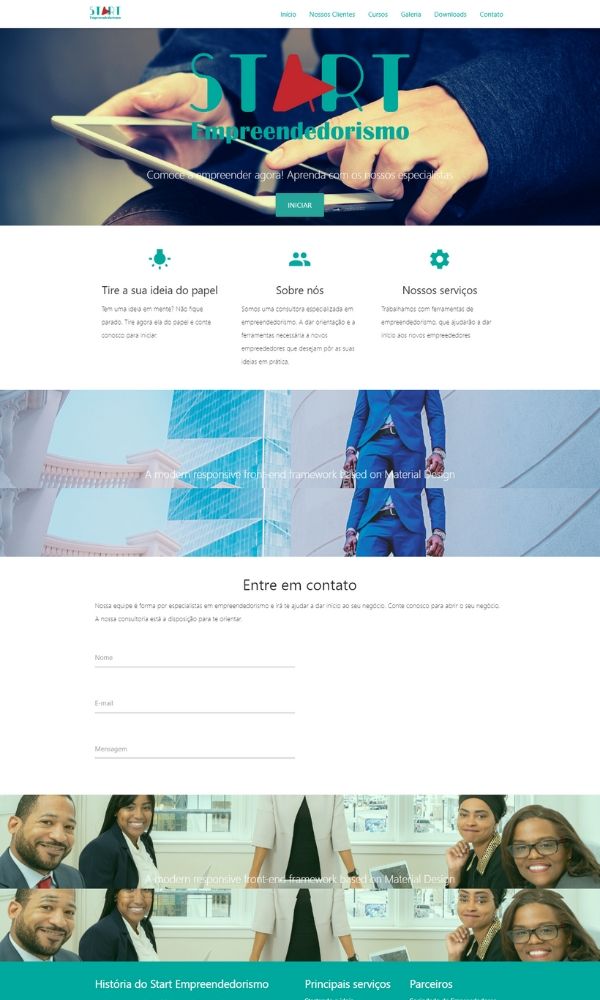 START
Empreendedorismo
Início Nossos Clientes Cursos Galeria Downloads Contato
START
Empreendedorismo
Comoce a empreender agora! Aprenda com os nossos especialistas
INICIAR
Tire a sua ideia do papel
Tem uma ideia em mente? Não fique
parado. Tire agora ela do papel e conte
conosco para iniciar.
Sobre nós
Somos uma consultora especializada em
empreendedorismo. A dar orientação e a
ferramentas necessária a novos
empreededores que desejam pôr as suas
ideias em prática.
Nossos serviços
Trabalhamos com ferramentas de
empreendedorismo, que ajudarão a dar
início aos novos empreededores
A modern responsive front-end framework based on Material Design
Entre em contato
Nossa equipe é forma por especialistas em empreendedorismo e irá te ajudar a dar início ao seu negócio. Conte conosco para abrir o seu negócio.
A nossa consultoria está a disposição para te orientar.
Nome
E-mail
Mensagem
A modern responsive front-end framework based on Material Design
História do Start Empreendedorismo Principais serviços Parceiros